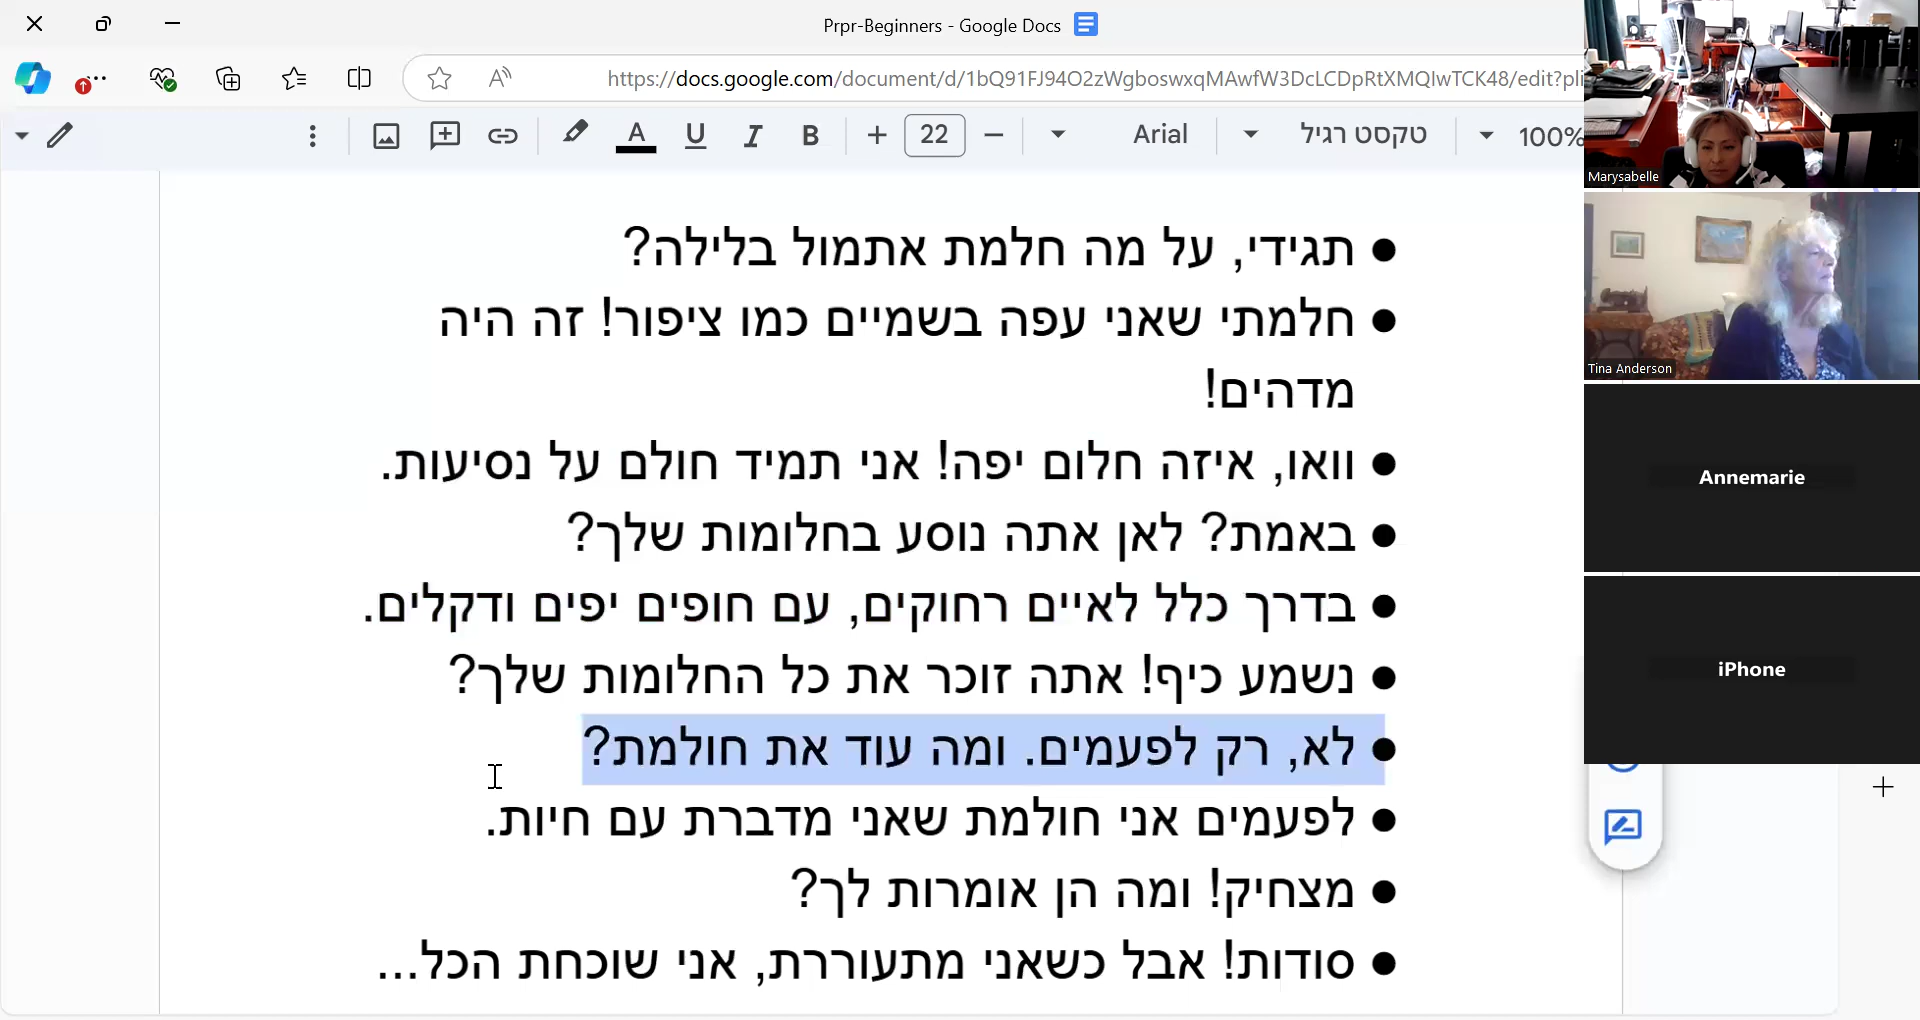 Prpr-Beginners - Google Docs
https://docs.google.com/document/d/1bQ91FJ94O2zWgboswxqMAwfW3DcLCDpRtXMQIwTCK48/edit?pli
A
U
I
B
22
Arial
טקסט רגיל
100%
Marysabelle
Tina Anderson
Annemarie
iPhone
● תגידי, על מה חלמת אתמול בלילה?
● חלמתי שאני עפה בשמיים כמו ציפור! זה היה
מדהים!
● וואו, איזה חלום יפה! אני תמיד חולם על נסיעות.
● באמת? לאן אתה נוסע בחלומות שלך?
● בדרך כלל לאיים רחוקים, עם חופים יפים ודקלים.
● נשמע כיף! אתה זוכר את כל החלומות שלך?
● לא, רק לפעמים. ומה עוד את חולמת?
● לפעמים אני חולמת שאני מדברת עם חיות.
● מצחיק! ומה הן אומרות לך?
● סודות! אבל כשאני מתעוררת, אני שוכחת הכל...